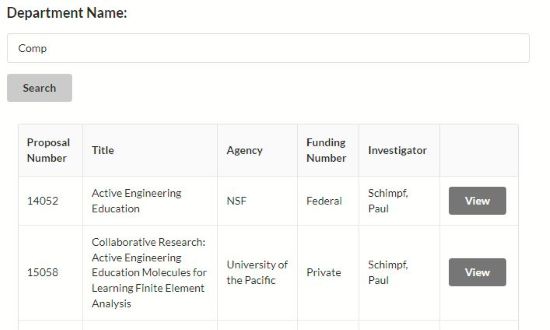 Department Name:
Comp
Search
Proposal Number Title Agency Funding Number Investigator
14052 Active Engineering Education NSF Federal Schimpf, Paul View
15058 Collaborative Research: Active Engineering Education Molecules for Learning Finite Element Analysis University of the Pacific Private Schimpf, Paul View